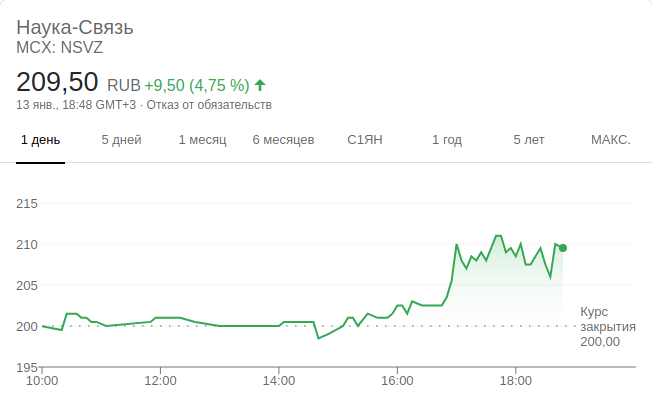 Наука-Связь
MCX: NSVZ
209,50 RUB +9,50 (4,75 %) ↑
13 янв., 18:48 GMT+3 · Отказ от обязательств
1 день 5 дней 1 месяц 6 месяцев С1ЯН 1 год 5 лет МАКС.
215
210
205
200
195
Курс
закрытия
200,00
10:00 12:00 14:00 16:00 18:00